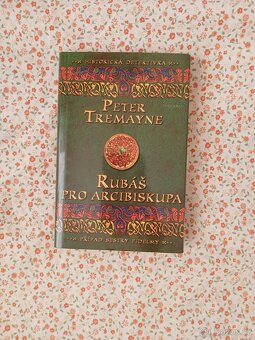 HISTORICKÁ DETEKTIVKA
PETER
TREMAYNE
RUBÁŠ
PRO ARCIBISKUPA
PŘÍPAD SESTRY FIDELMY